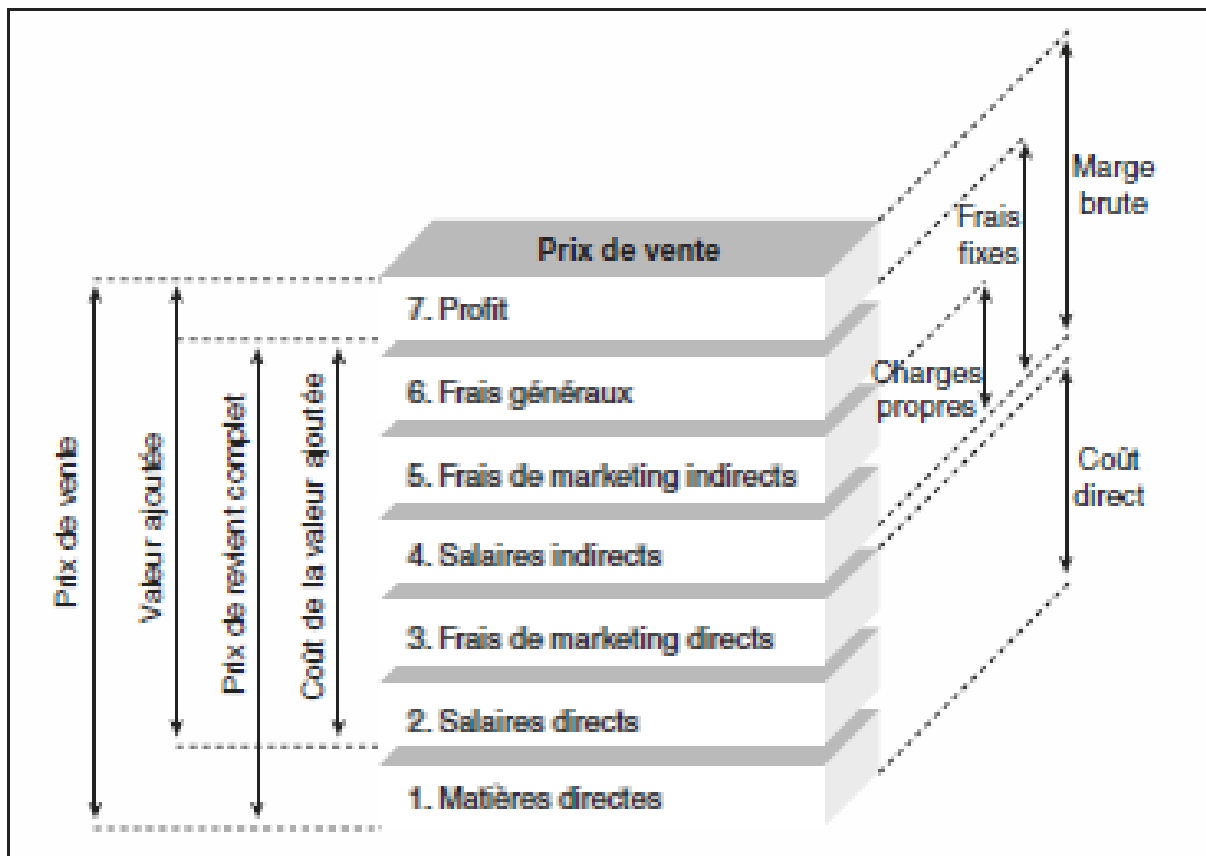 Prix de vente
7. Profit
6. Frais généraux
5. Frais de marketing indirects
4. Salaires indirects
3. Frais de marketing directs
2. Salaires directs
1. Matières directes
Prix de vente
Valeur ajoutée
Prix de revient complet
Coût de la valeur ajoutée
Charges
propres
Frais
fixes
Marge
brute
Coût
direct